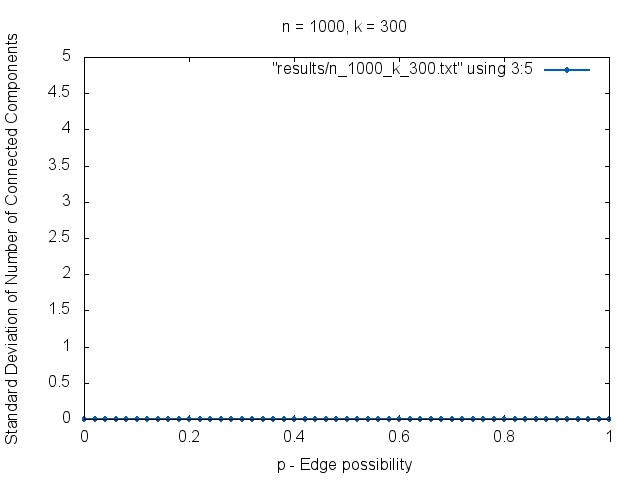 n = 1000, k = 300
"results/n_1000_k_300.txt" using 3:5
Standard Deviation of Number of Connected Components
5
4.5
4
3.5
3
2.5
2
1.5
1
0.5
0
0 0.2 0.4 0.6 0.8 1
p - Edge possibility